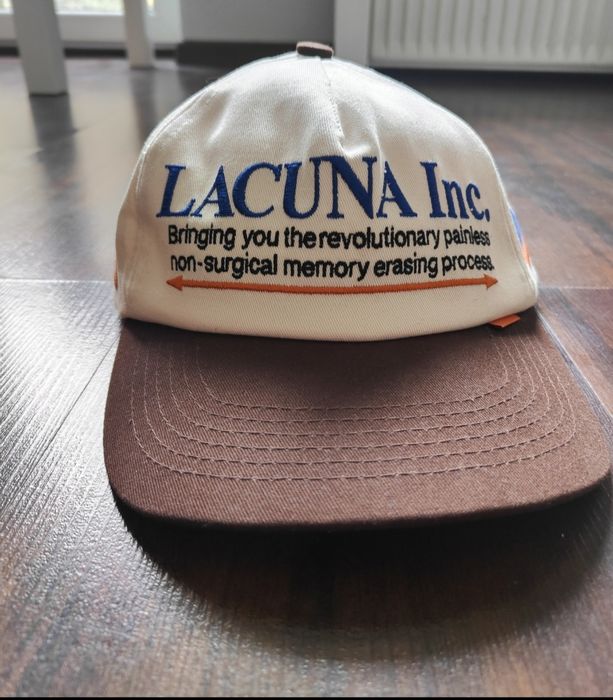 LACUNA Inc.
Bringing you the revolutionary painless
non-surgical memory erasing process.